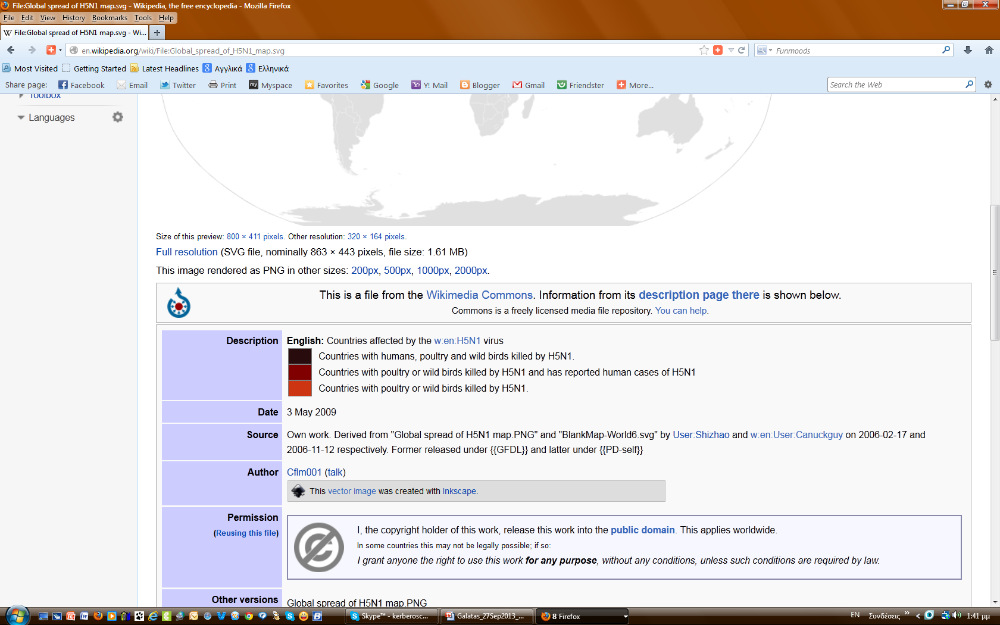 File:Global spread of H5N1 map.svg - Wikipedia, the free encyclopedia - Mozilla Firefox
File Edit View History Bookmarks Tools Help
W File:Global spread of H5N1 map.svg - Wi... +
en.wikipedia.org/wiki/File:Global_spread_of_H5N1_map.svg Funmoods
Most Visited Getting Started Latest Headlines Αγγλικά Ελληνικά
Share page: Facebook Email Twitter Print Myspace Favorites Google Y! Mail Blogger Gmail Friendster More... Search the Web
Toolbox
Languages
Size of this preview: 800 × 411 pixels. Other resolution: 320 × 164 pixels.
Full resolution (SVG file, nominally 863 × 443 pixels, file size: 1.61 MB)
This image rendered as PNG in other sizes: 200px, 500px, 1000px, 2000px.
This is a file from the Wikimedia Commons. Information from its description page there is shown below.
Commons is a freely licensed media file repository. You can help.
Description English: Countries affected by the w:en:H5N1 virus
Countries with humans, poultry and wild birds killed by H5N1.
Countries with poultry or wild birds killed by H5N1 and has reported human cases of H5N1
Countries with poultry or wild birds killed by H5N1.
Date 3 May 2009
Source Own work. Derived from "Global spread of H5N1 map.PNG" and "BlankMap-World6.svg" by User:Shizhao and w:en:User:Canuckguy on 2006-02-17 and
2006-11-12 respectively. Former released under {{GFDL}} and latter under {{PD-self}}
Author Cflm001 (talk)
This vector image was created with Inkscape.
Permission
(Reusing this file)
I, the copyright holder of this work, release this work into the public domain. This applies worldwide.
In some countries this may not be legally possible; if so:
I grant anyone the right to use this work for any purpose, without any conditions, unless such conditions are required by law.
Other versions Global spread of H5N1 map.PNG
Skype™ - kerberosc... Galatas_27Sep2013_... 8 Firefox EN Συνδέσεις 1:41 μμ